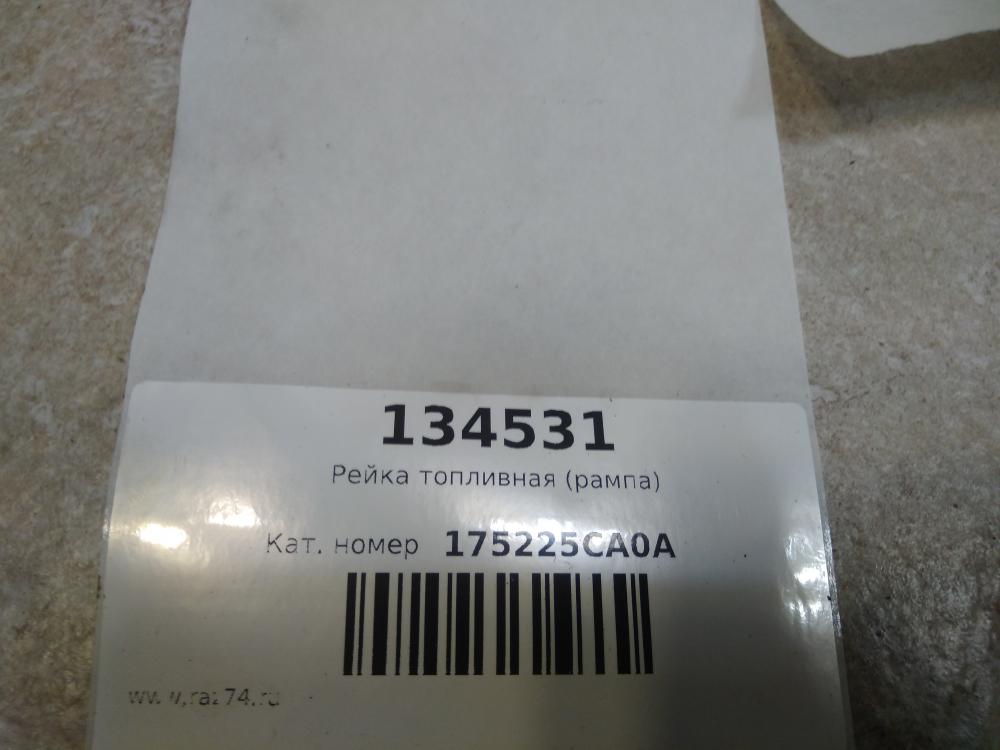 134531
Рейка топливная (рампа)
Кат. номер 175225CA0A